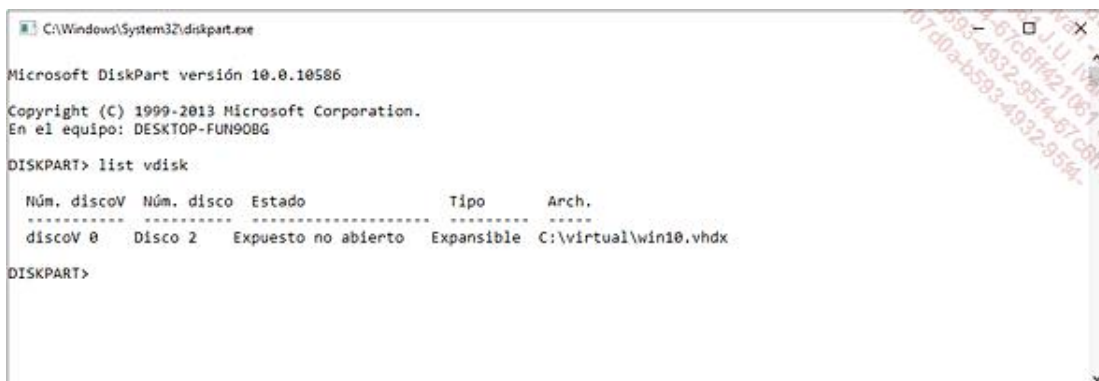 C:\Windows\System32\diskpart.exe
Microsoft DiskPart versión 10.0.10586
Copyright (C) 1999-2013 Microsoft Corporation.
En el equipo: DESKTOP-FUN9OBG
DISKPART> list vdisk
Núm. discoV Núm. disco Estado Tipo Arch.
----------- ---------- -------------------- --------- -----
discoV 0 Disco 2 Expuesto no abierto Expansible C:\virtual\win10.vhdx
DISKPART>